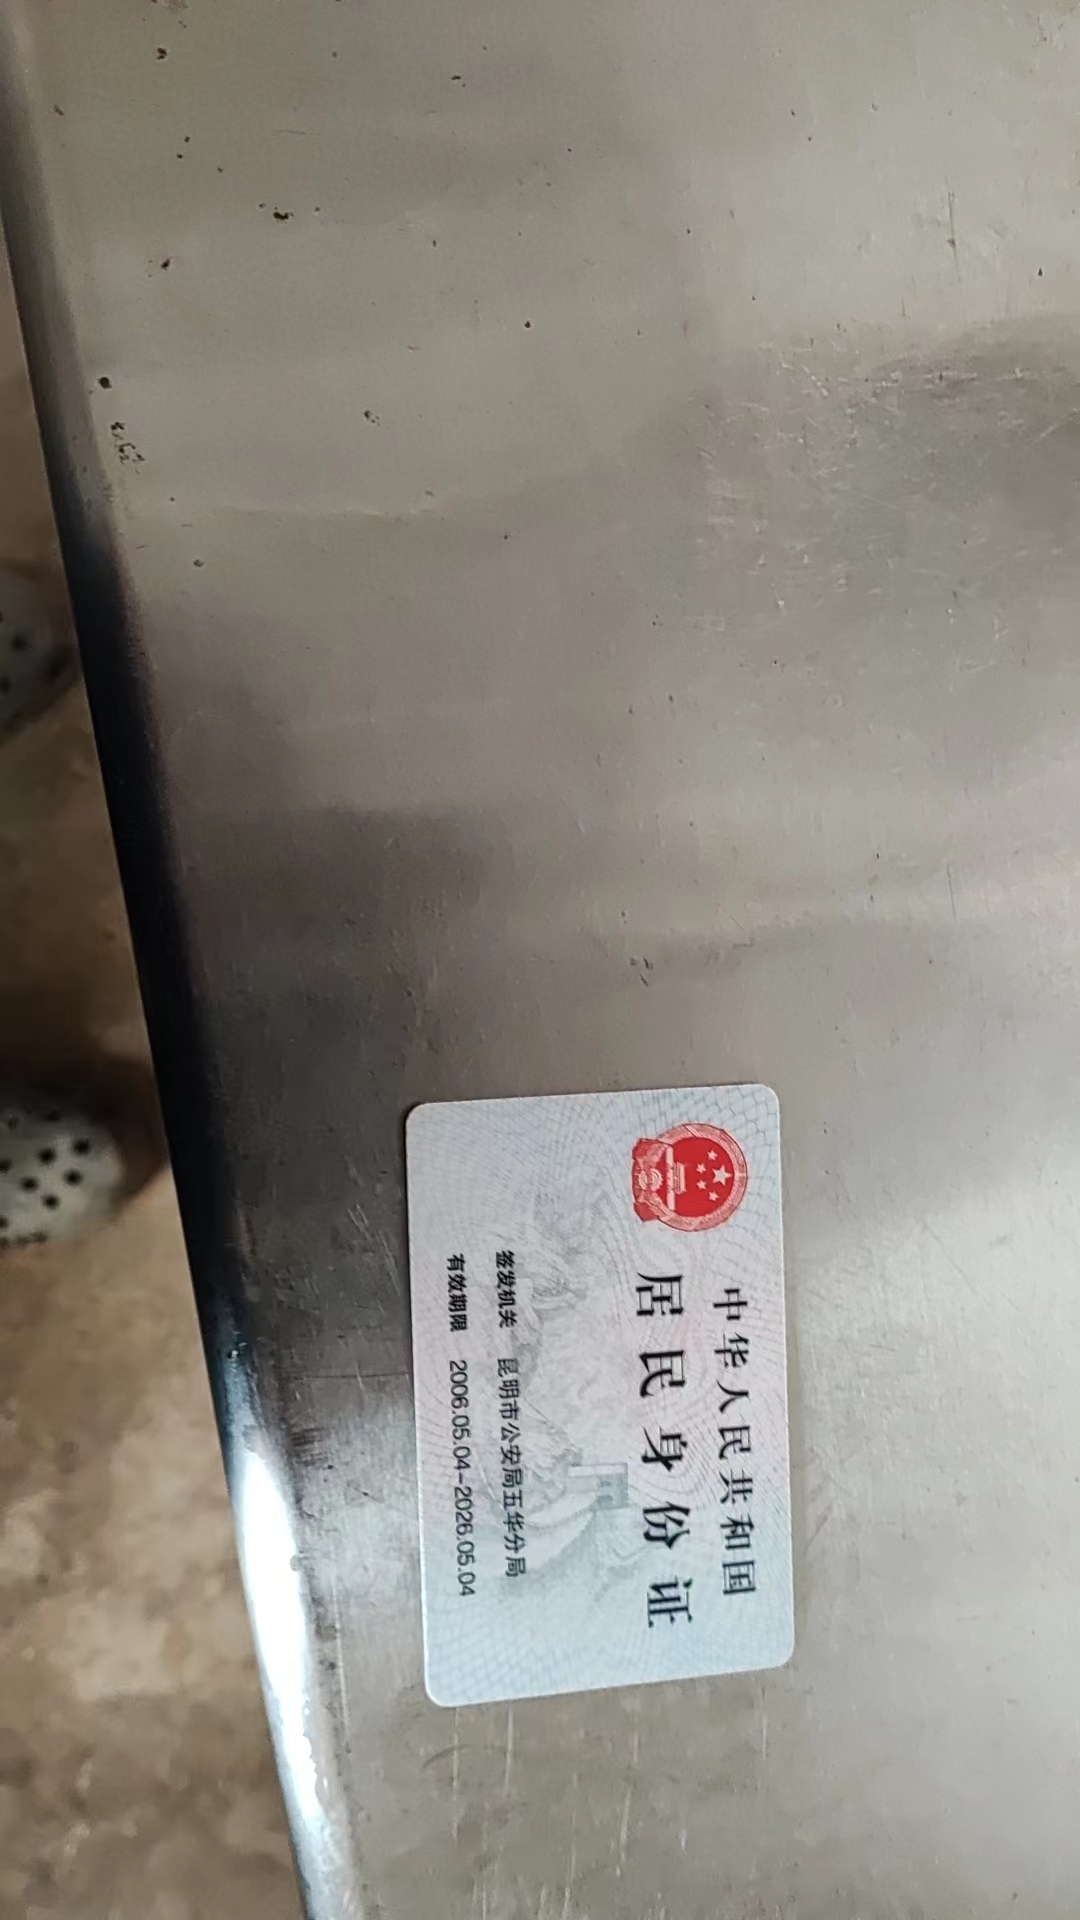 中华人民共和国
居民身份证
签发机关 昆明市公安局五华分局
有效期限 2006.05.04-2026.05.04